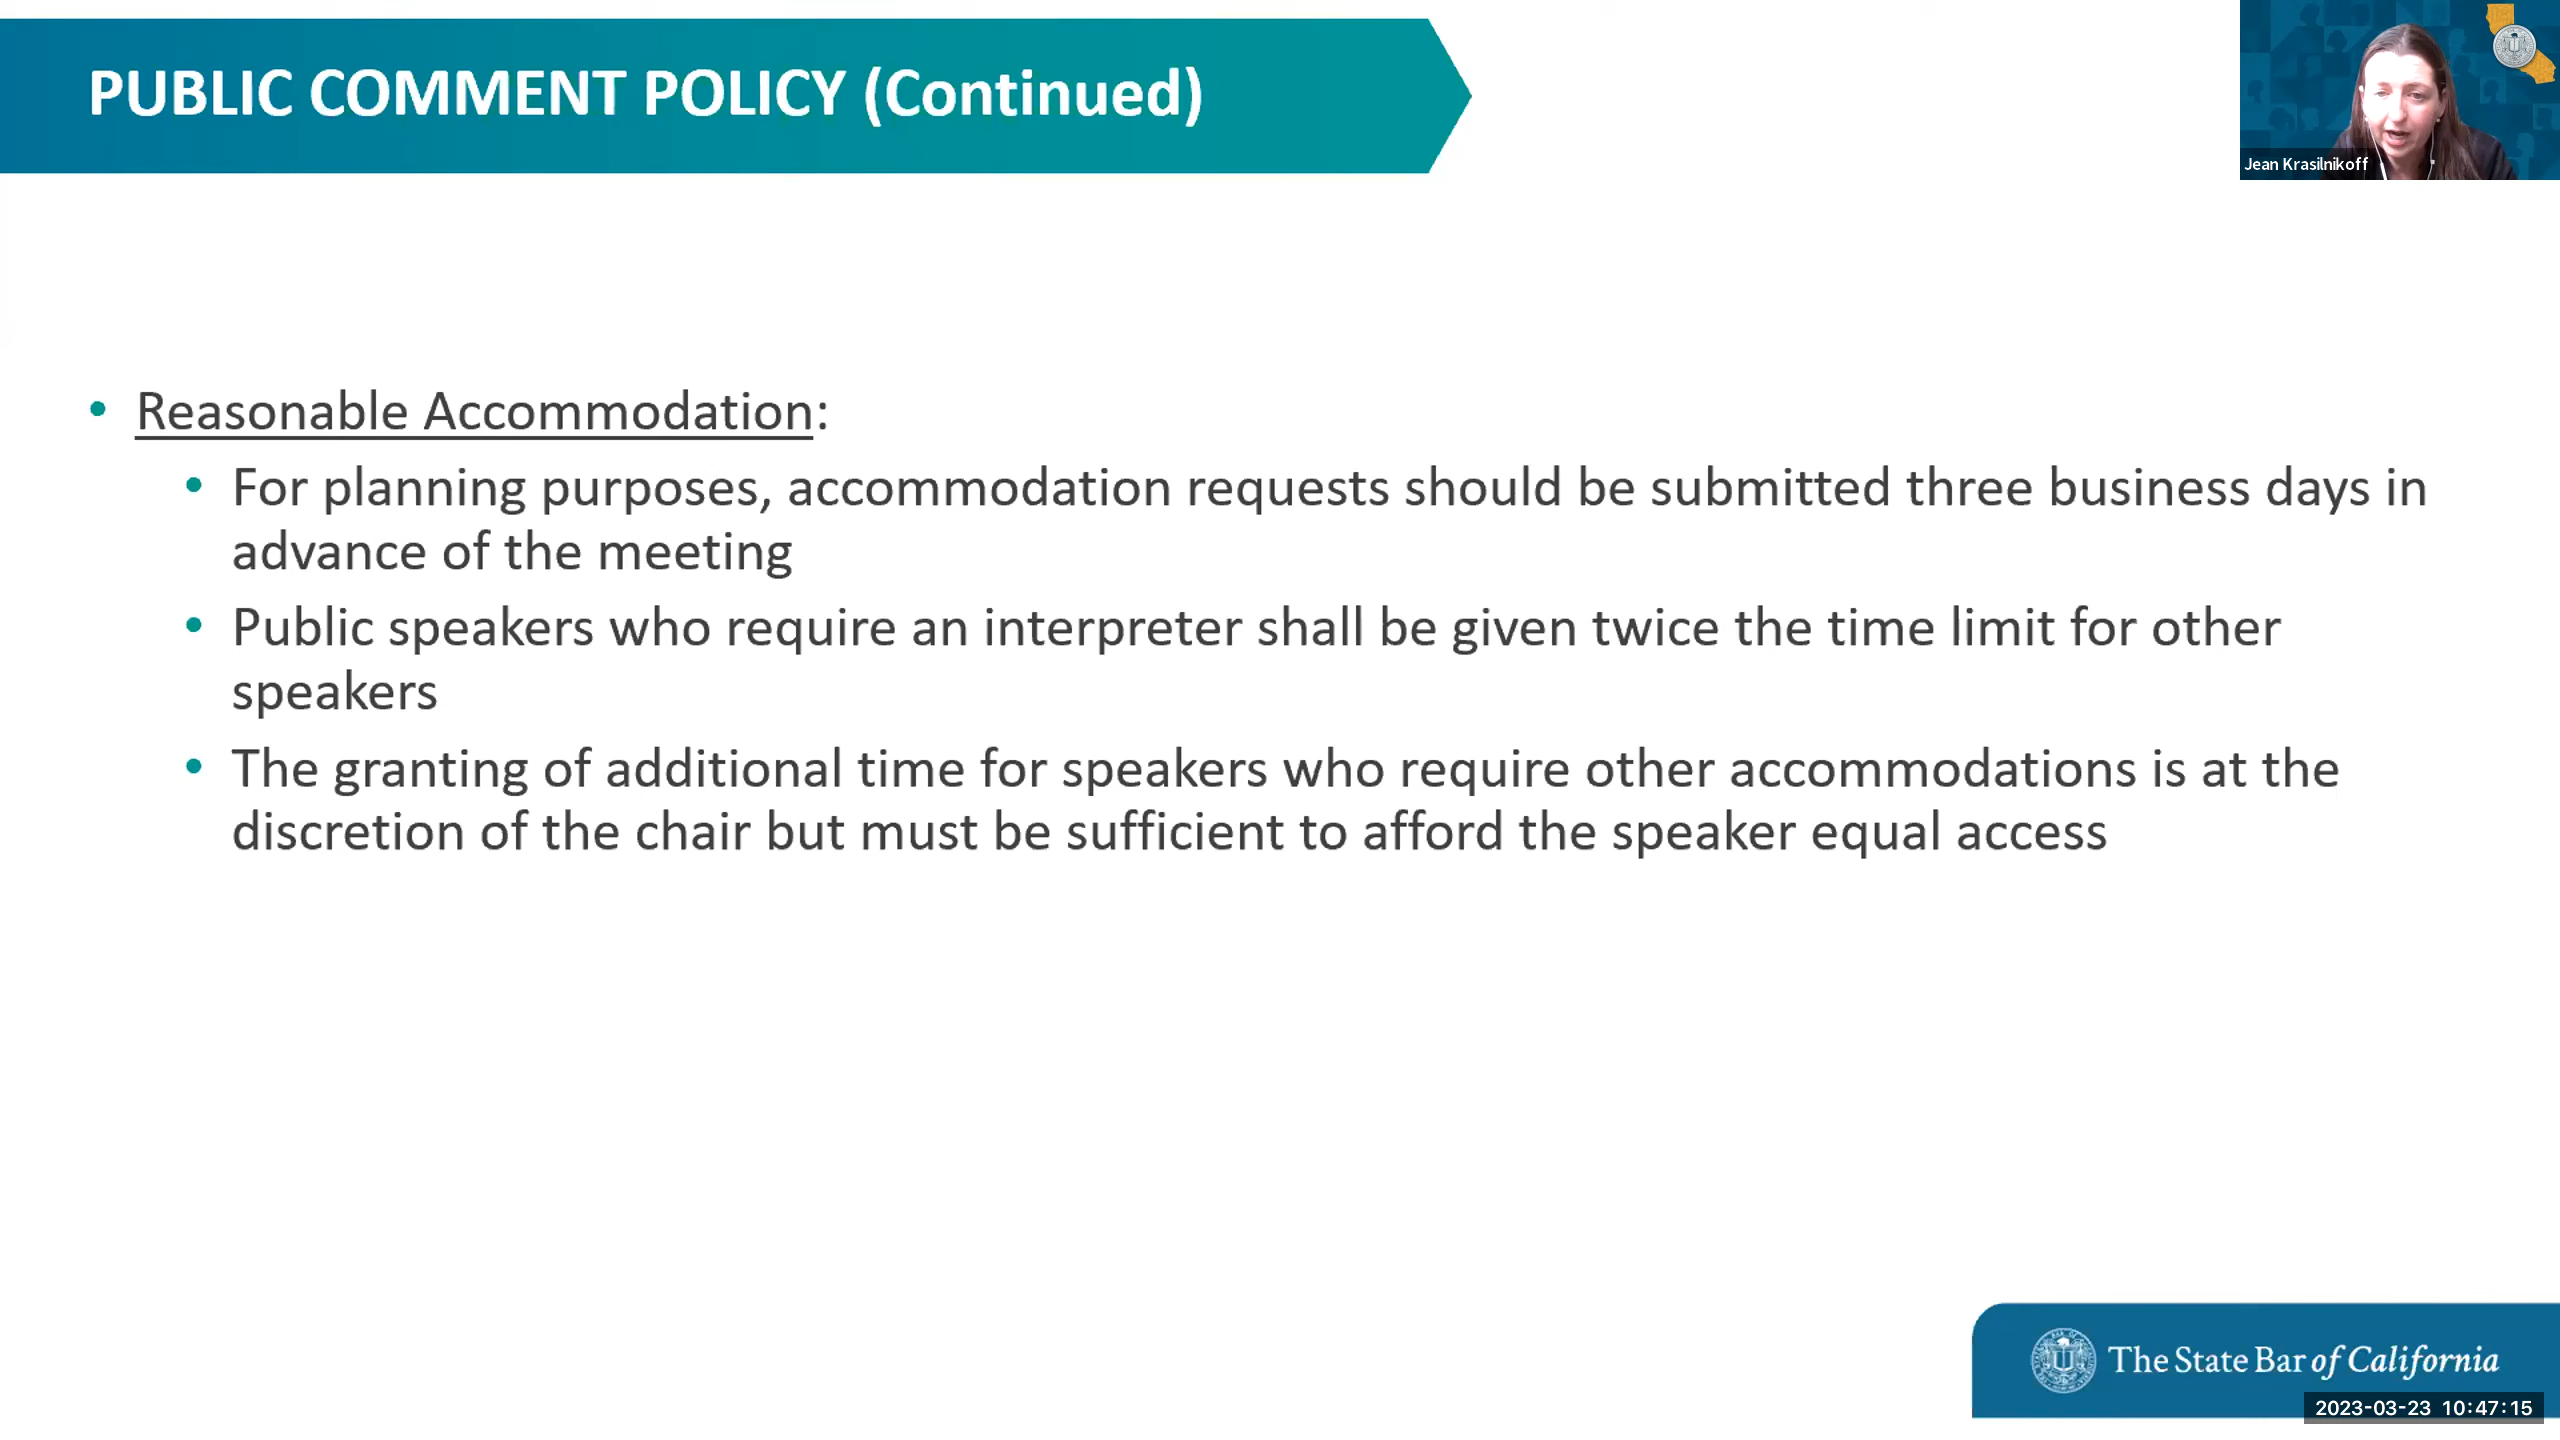 PUBLIC COMMENT POLICY (Continued)
Jean Krasilnikoff
• Reasonable Accommodation:
• For planning purposes, accommodation requests should be submitted three business days in
advance of the meeting
• Public speakers who require an interpreter shall be given twice the time limit for other
speakers
• The granting of additional time for speakers who require other accommodations is at the
discretion of the chair but must be sufficient to afford the speaker equal access
The State Bar of California
2023-03-23 10:47:15